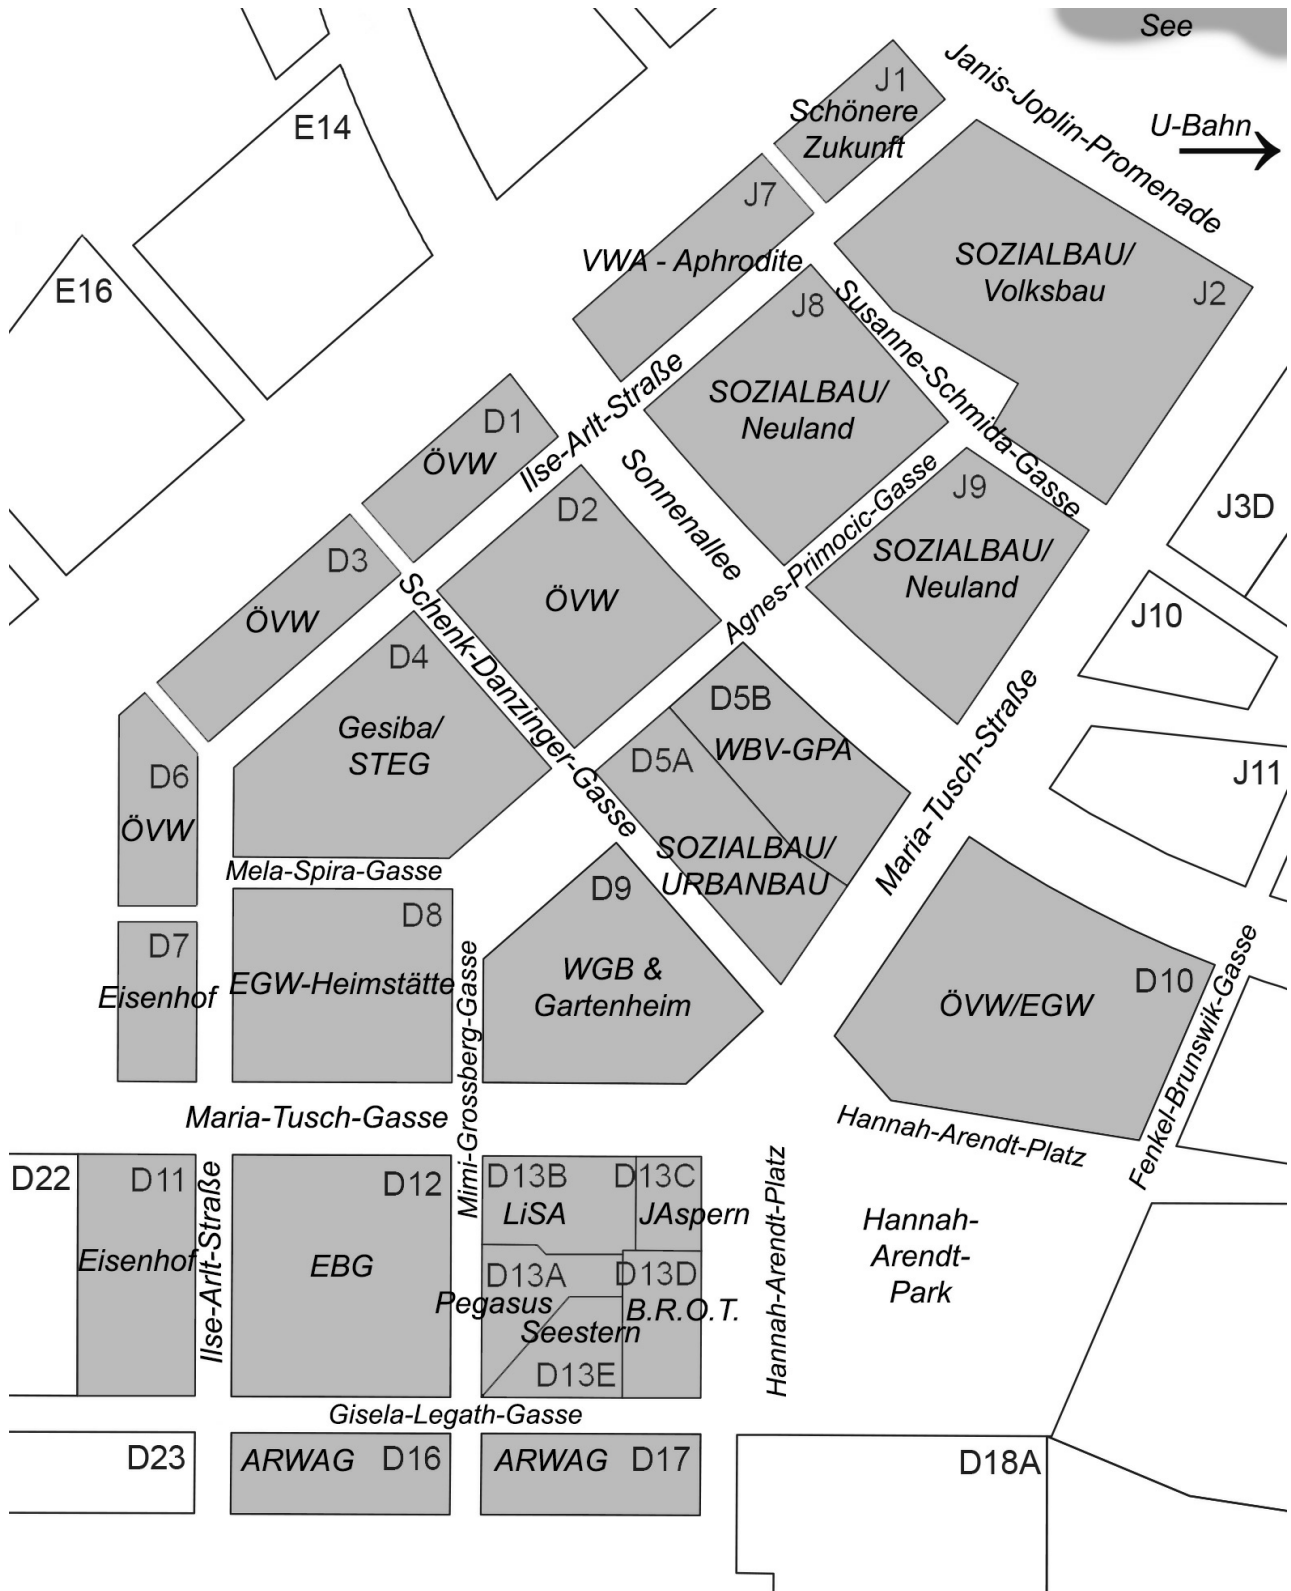 See
Janis-Joplin-Promenade
U-Bahn
J1
Schönere
Zukunft
E14
J7
VWA - Aphrodite
SOZIALBAU/
Volksbau
J2
E16
J8
Susanne-Schmida-Gasse
SOZIALBAU/
Neuland
D1
ÖVW
Ilse-Arlt-Straße
Sonnenallee
D2
ÖVW
Agnes-Primocic-Gasse
J9
SOZIALBAU/
Neuland
J3D
D3
ÖVW
Schenk-Danzinger-Gasse
J10
D4
Gesiba/
STEG
D5B
WBV-GPA
D5A
SOZIALBAU/
URBANBAU
Maria-Tusch-Straße
J11
D6
ÖVW
Mela-Spira-Gasse
D9
WGB &
Gartenheim
D8
EGW-Heimstätte
D7
Eisenhof
Mimi-Grossberg-Gasse
D10
ÖVW/EGW
Fenkel-Brunswik-Gasse
Maria-Tusch-Gasse
Hannah-Arendt-Platz
D22
D11
Eisenhof
Ilse-Arlt-Straße
D12
EBG
D13B
LiSA
D13C
JAspern
D13A
Pegasus
D13D
B.R.O.T.
Seestern
D13E
Hannah-Arendt-Platz
Hannah-
Arendt-
Park
Gisela-Legath-Gasse
D23
ARWAG D16
ARWAG D17
D18A